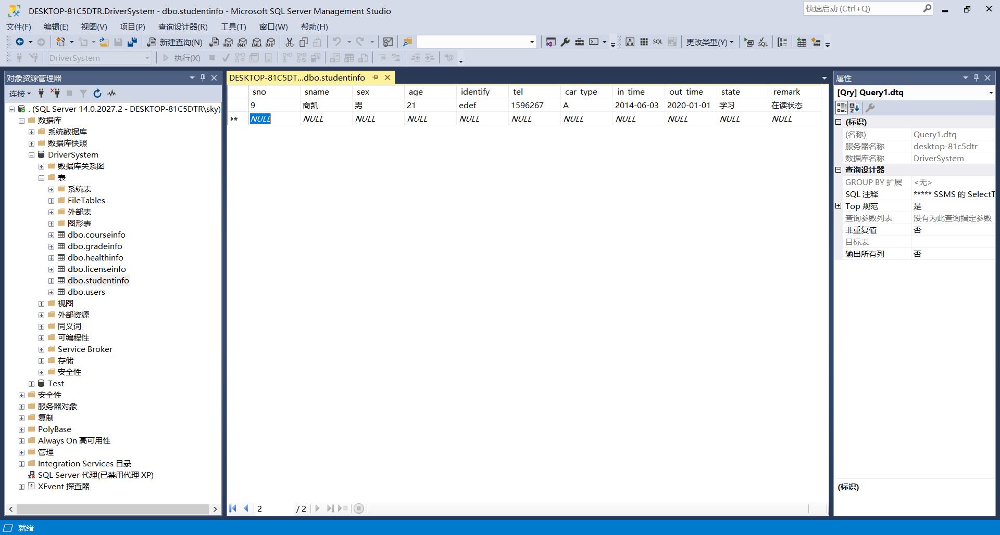 DESKTOP-81C5DTR.DriverSystem - dbo.studentinfo - Microsoft SQL Server Management Studio
快速启动 (Ctrl+Q)
文件(F) 编辑(E) 视图(V) 项目(P) 查询设计器(R) 工具(T) 窗口(W) 帮助(H)
新建查询(N) MDX DMX XMLA DAX SQL 更改类型(Y) SQL
DriverSystem 执行(X)
对象资源管理器
连接
. (SQL Server 14.0.2027.2 - DESKTOP-81C5DTR\sky)
数据库
系统数据库
数据库快照
DriverSystem
数据库关系图
表
系统表
FileTables
外部表
图形表
dbo.courseinfo
dbo.gradeinfo
dbo.healthinfo
dbo.licenseinfo
dbo.studentinfo
dbo.users
视图
外部资源
同义词
可编程性
Service Broker
存储
安全性
Test
安全性
服务器对象
复制
PolyBase
Always On 高可用性
管理
Integration Services 目录
SQL Server 代理(已禁用代理 XP)
XEvent 探查器
DESKTOP-81C5DT...dbo.studentinfo
sno sname sex age identify tel car_type in_time out_time state remark
9 商凯 男 21 edef 1596267 A 2014-06-03 2020-01-01 学习 在读状态
NULL NULL NULL NULL NULL NULL NULL NULL NULL NULL NULL
2 / 2
属性
[Qry] Query1.dtq
(标识)
(名称) Query1.dtq
服务器名称 desktop-81c5dtr
数据库名称 DriverSystem
查询设计器
GROUP BY 扩展 <无>
SQL 注释 ***** SSMS 的 SelectT
Top 规范 是
查询参数列表 没有为此查询指定参数
非重复值 否
目标表
输出所有列 否
(标识)
就绪